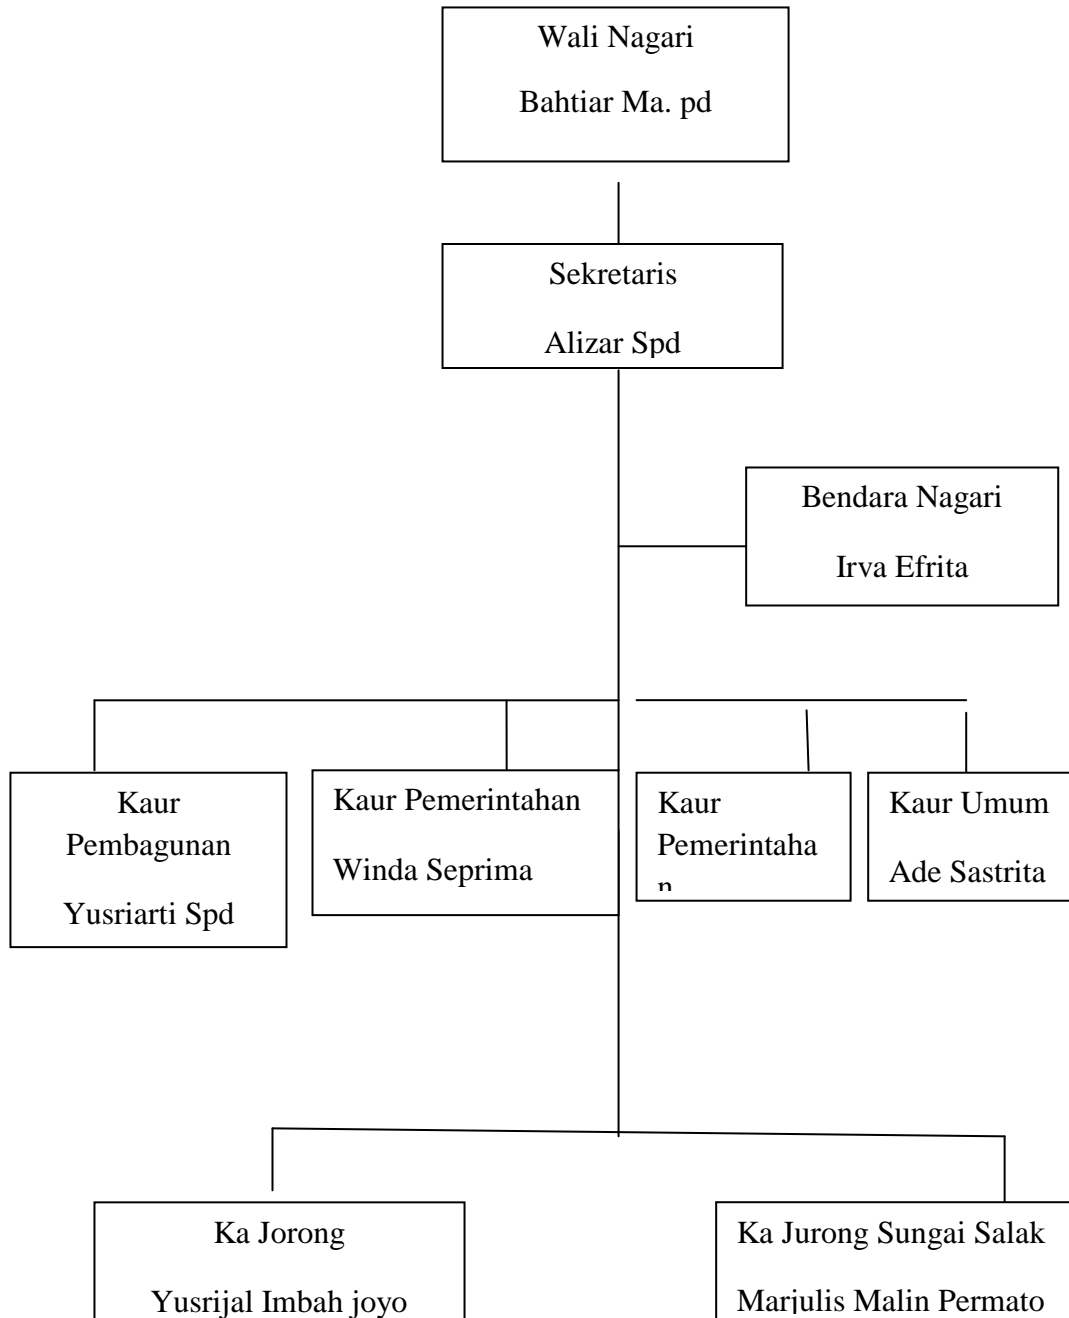 Wali Nagari
Bahtiar Ma. pd
Sekretaris
Alizar Spd
Bendara Nagari
Irva Efrita
Kaur
Pembagunan
Yusriarti Spd
Kaur Pemerintahan
Winda Seprima
Kaur
Pemerintaha
n
Kaur Umum
Ade Sastrita
Ka Jorong
Yusrijal Imbah joyo
Ka Jurong Sungai Salak
Marjulis Malin Permato